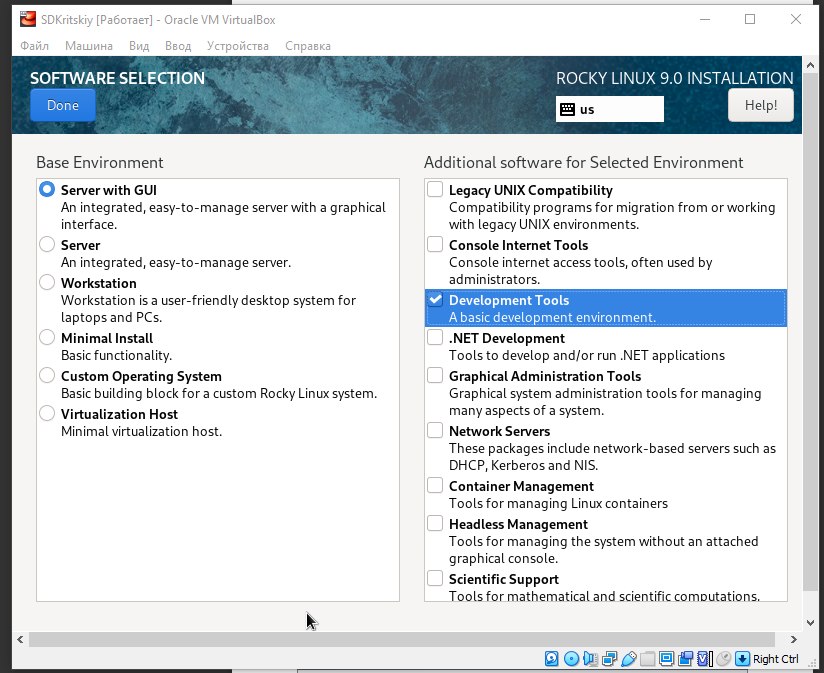 SDKritskiy [Работает] - Oracle VM VirtualBox
Файл Машина Вид Ввод Устройства Справка
SOFTWARE SELECTION
ROCKY LINUX 9.0 INSTALLATION
Done
us
Help!
Base Environment
Server with GUI
An integrated, easy-to-manage server with a graphical
interface.
Server
An integrated, easy-to-manage server.
Workstation
Workstation is a user-friendly desktop system for
laptops and PCs.
Minimal Install
Basic functionality.
Custom Operating System
Basic building block for a custom Rocky Linux system.
Virtualization Host
Minimal virtualization host.
Additional software for Selected Environment
Legacy UNIX Compatibility
Compatibility programs for migration from or working
with legacy UNIX environments.
Console Internet Tools
Console internet access tools, often used by
administrators.
Development Tools
A basic development environment.
.NET Development
Tools to develop and/or run .NET applications
Graphical Administration Tools
Graphical system administration tools for managing
many aspects of a system.
Network Servers
These packages include network-based servers such as
DHCP, Kerberos and NIS.
Container Management
Tools for managing Linux containers
Headless Management
Tools for managing the system without an attached
graphical console.
Scientific Support
Tools for mathematical and scientific computations.
Right Ctrl